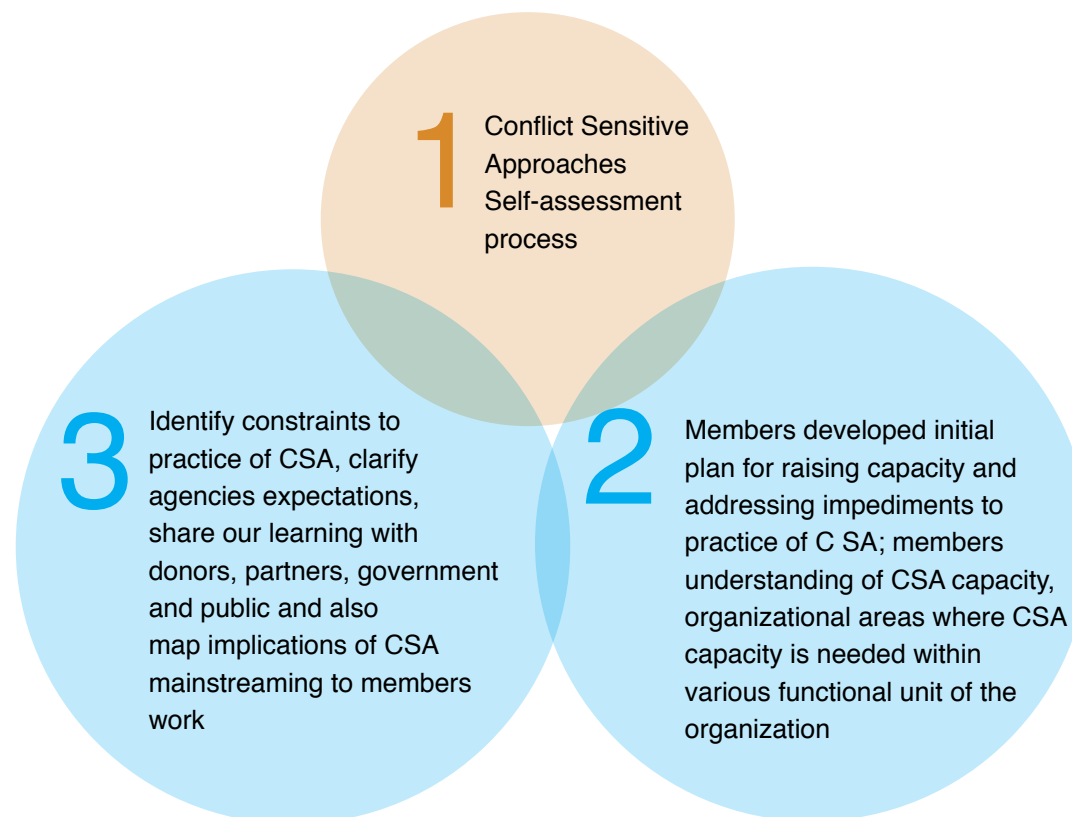 1
Conflict Sensitive
Approaches
Self-assessment
process
2
Members developed initial
plan for raising capacity and
addressing impediments to
practice of C SA; members
understanding of CSA capacity,
organizational areas where CSA
capacity is needed within
various functional unit of the
organization
3
Identify constraints to
practice of CSA, clarify
agencies expectations,
share our learning with
donors, partners, government
and public and also
map implications of CSA
mainstreaming to members
work